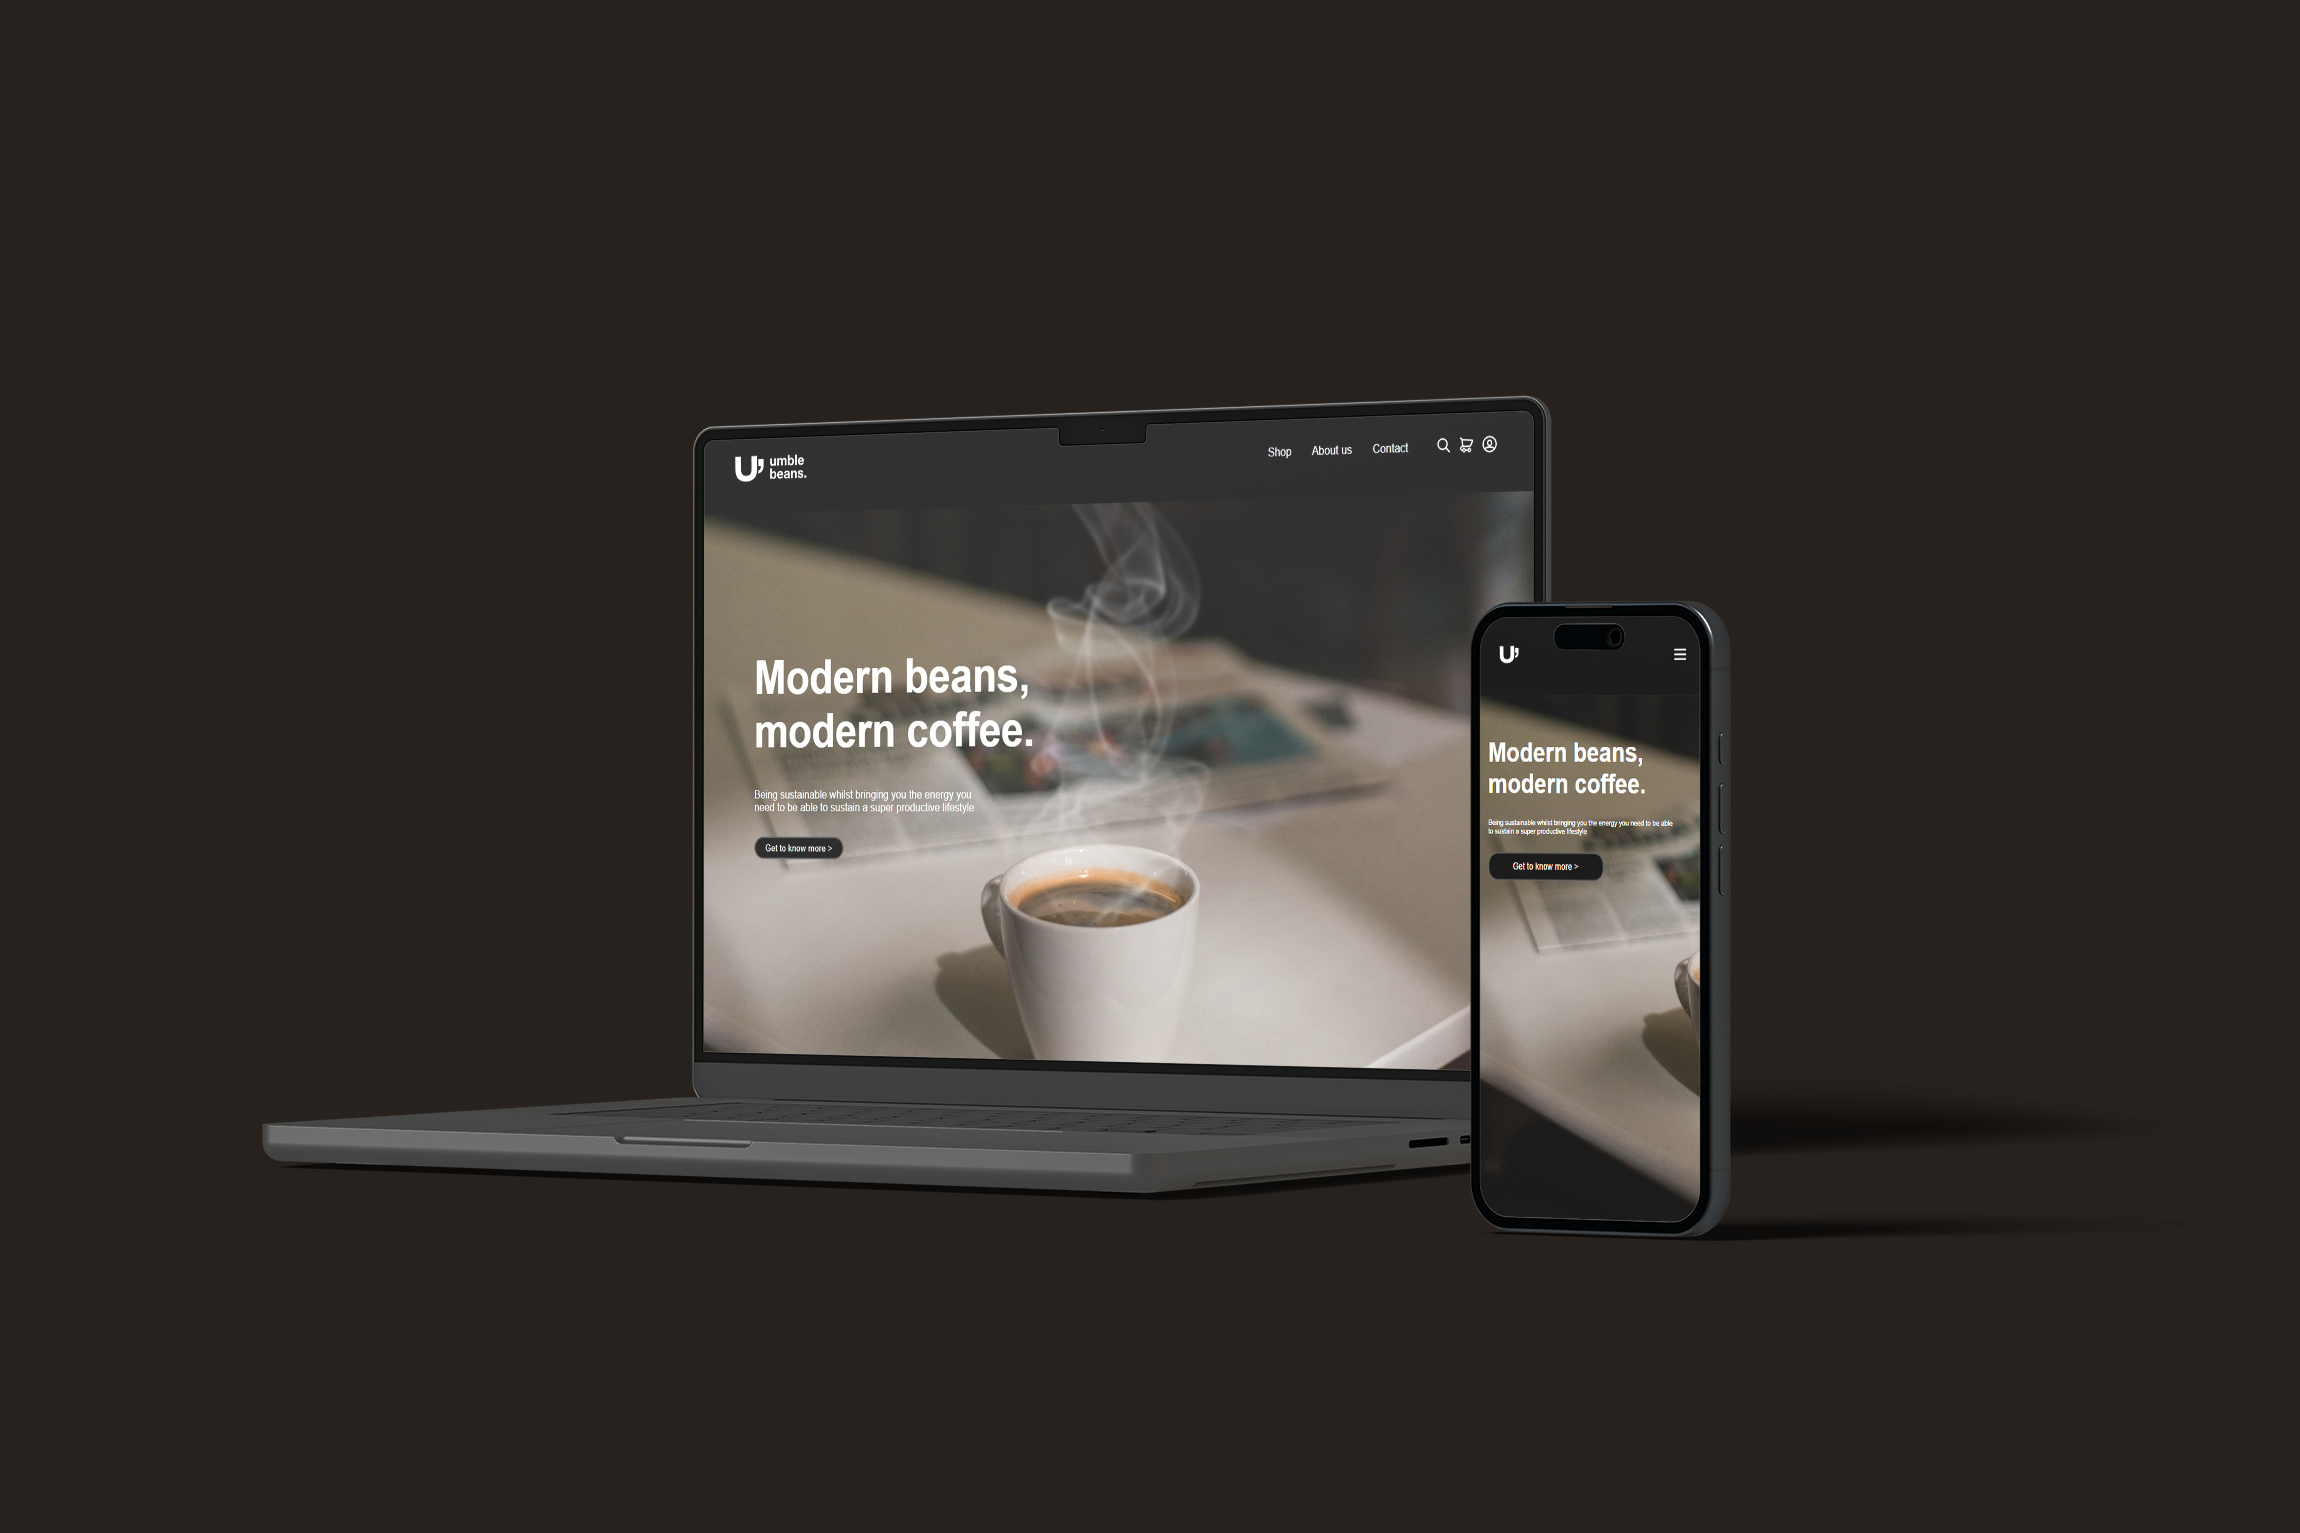 U’ umble
beans.
Shop About us Contact
Modern beans,
modern coffee.
Being sustainable whilst bringing you the energy you
need to be able to sustain a super productive lifestyle
Get to know more >
U’
Modern beans,
modern coffee.
Being sustainable whilst bringing you the energy you need to be able
to sustain a super productive lifestyle
Get to know more >